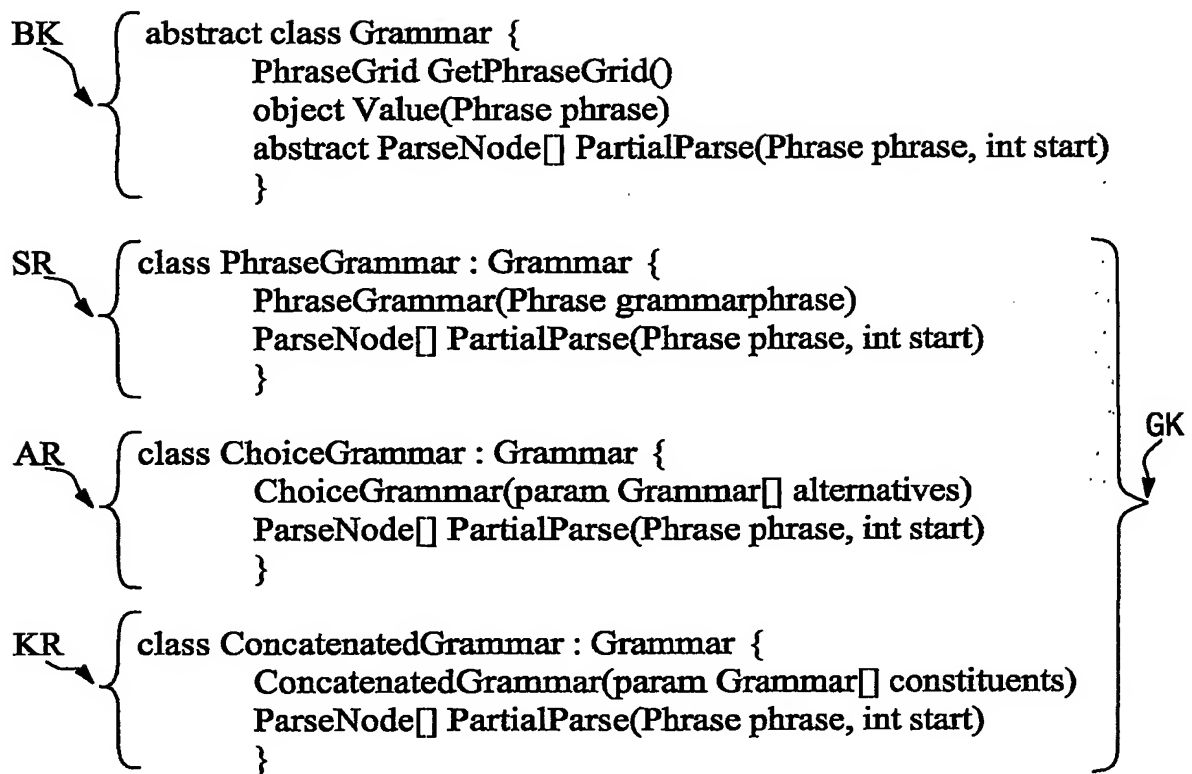 BK abstract class Grammar {
PhraseGrid GetPhraseGrid()
object Value(Phrase phrase)
abstract ParseNode[] PartialParse(Phrase phrase, int start)
}
SR class PhraseGrammar : Grammar {
PhraseGrammar(Phrase grammarphrase)
ParseNode[] PartialParse(Phrase phrase, int start)
}
GK
AR class ChoiceGrammar : Grammar {
ChoiceGrammar(param Grammar[] alternatives)
ParseNode[] PartialParse(Phrase phrase, int start)
}
KR class ConcatenatedGrammar : Grammar {
ConcatenatedGrammar(param Grammar[] constituents)
ParseNode[] PartialParse(Phrase phrase, int start)
}